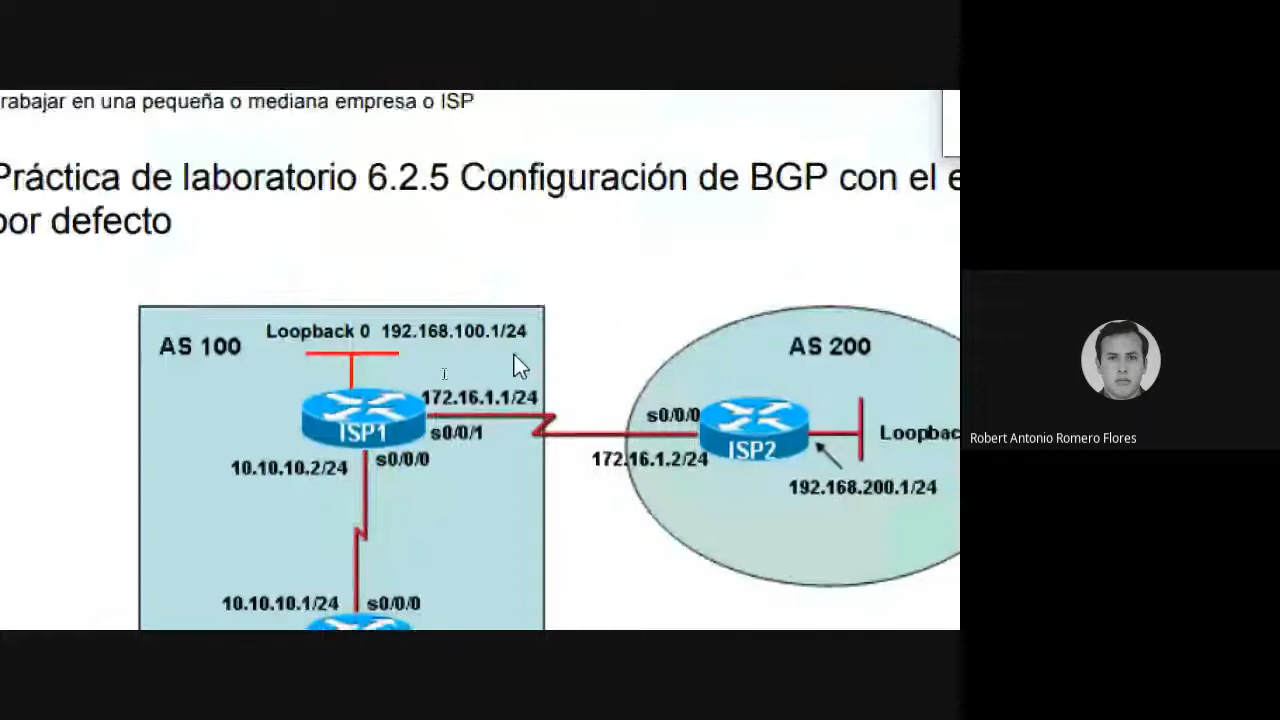 rabajar en una pequeña o mediana empresa o ISP
Práctica de laboratorio 6.2.5 Configuración de BGP con el e
por defecto
AS 100
Loopback 0 192.168.100.1/24
AS 200
172.16.1.1/24
ISP1
s0/0/1
s0/0/0
ISP2
Loopbac
10.10.10.2/24
s0/0/0
172.16.1.2/24
192.168.200.1/24
10.10.10.1/24
s0/0/0
Robert Antonio Romero Flores